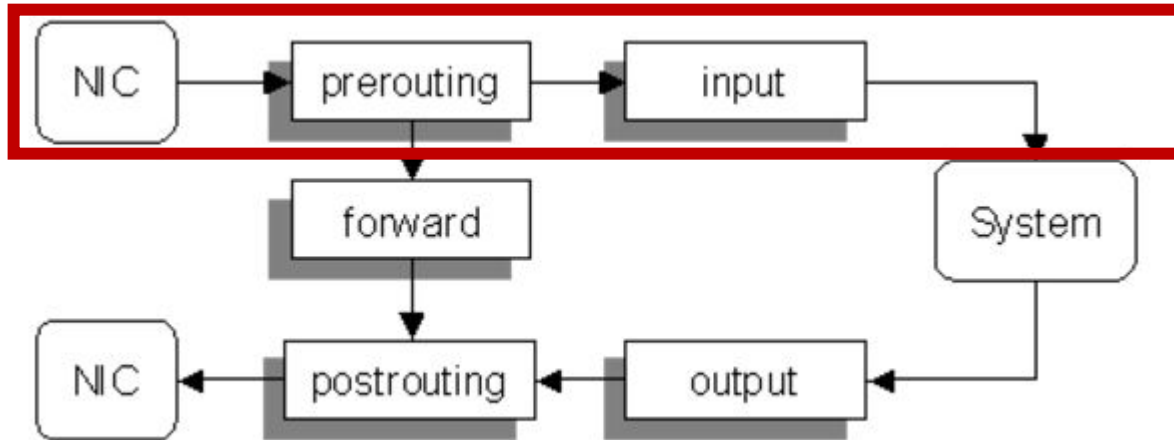 NIC
prerouting
input
forward
System
NIC
postrouting
output